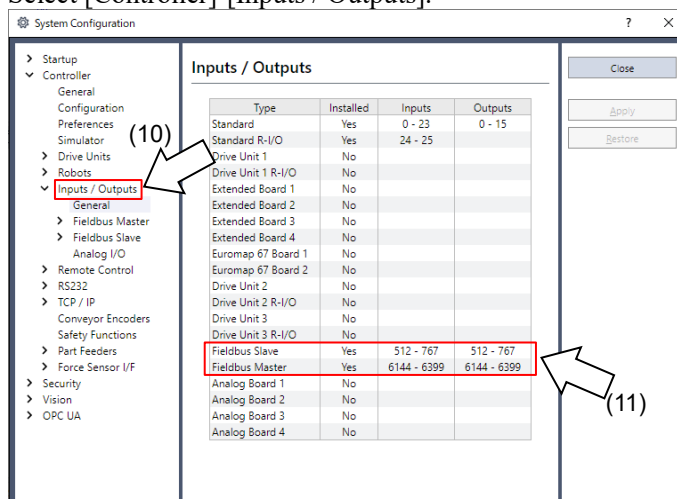 Select [Controller]-[Inputs / Outputs].
System Configuration
?
Startup
Controller
General
Configuration
Preferences
Simulator
Drive Units
Robots
Inputs / Outputs
General
Fieldbus Master
Fieldbus Slave
Analog I/O
Remote Control
RS232
TCP / IP
Conveyor Encoders
Safety Functions
Part Feeders
Force Sensor I/F
Security
Vision
OPC UA
(10)
Inputs / Outputs
Type Installed Inputs Outputs
Standard Yes 0 - 23 0 - 15
Standard R-I/O Yes 24 - 25
Drive Unit 1 No
Drive Unit 1 R-I/O No
Extended Board 1 No
Extended Board 2 No
Extended Board 3 No
Extended Board 4 No
Euromap 67 Board 1 No
Euromap 67 Board 2 No
Drive Unit 2 No
Drive Unit 2 R-I/O No
Drive Unit 3 No
Drive Unit 3 R-I/O No
Fieldbus Slave Yes 512 - 767 512 - 767
Fieldbus Master Yes 6144 - 6399 6144 - 6399
Analog Board 1 No
Analog Board 2 No
Analog Board 3 No
Analog Board 4 No
(11)
Close
Apply
Restore